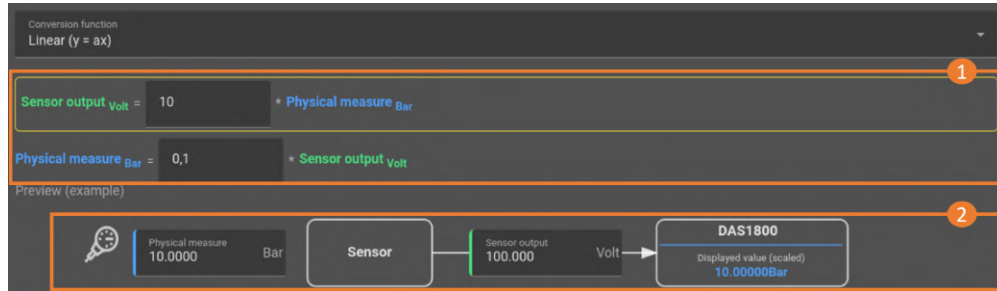 Conversion function
Linear (y = ax)
1
Sensor output Volt = 10 * Physical measure Bar
Physical measure Bar = 0,1 * Sensor output Volt
Preview (example)
2
Physical measure
10.0000 Bar
Sensor
Sensor output
100.000 Volt
DAS1800
Displayed value (scaled)
10.00000Bar